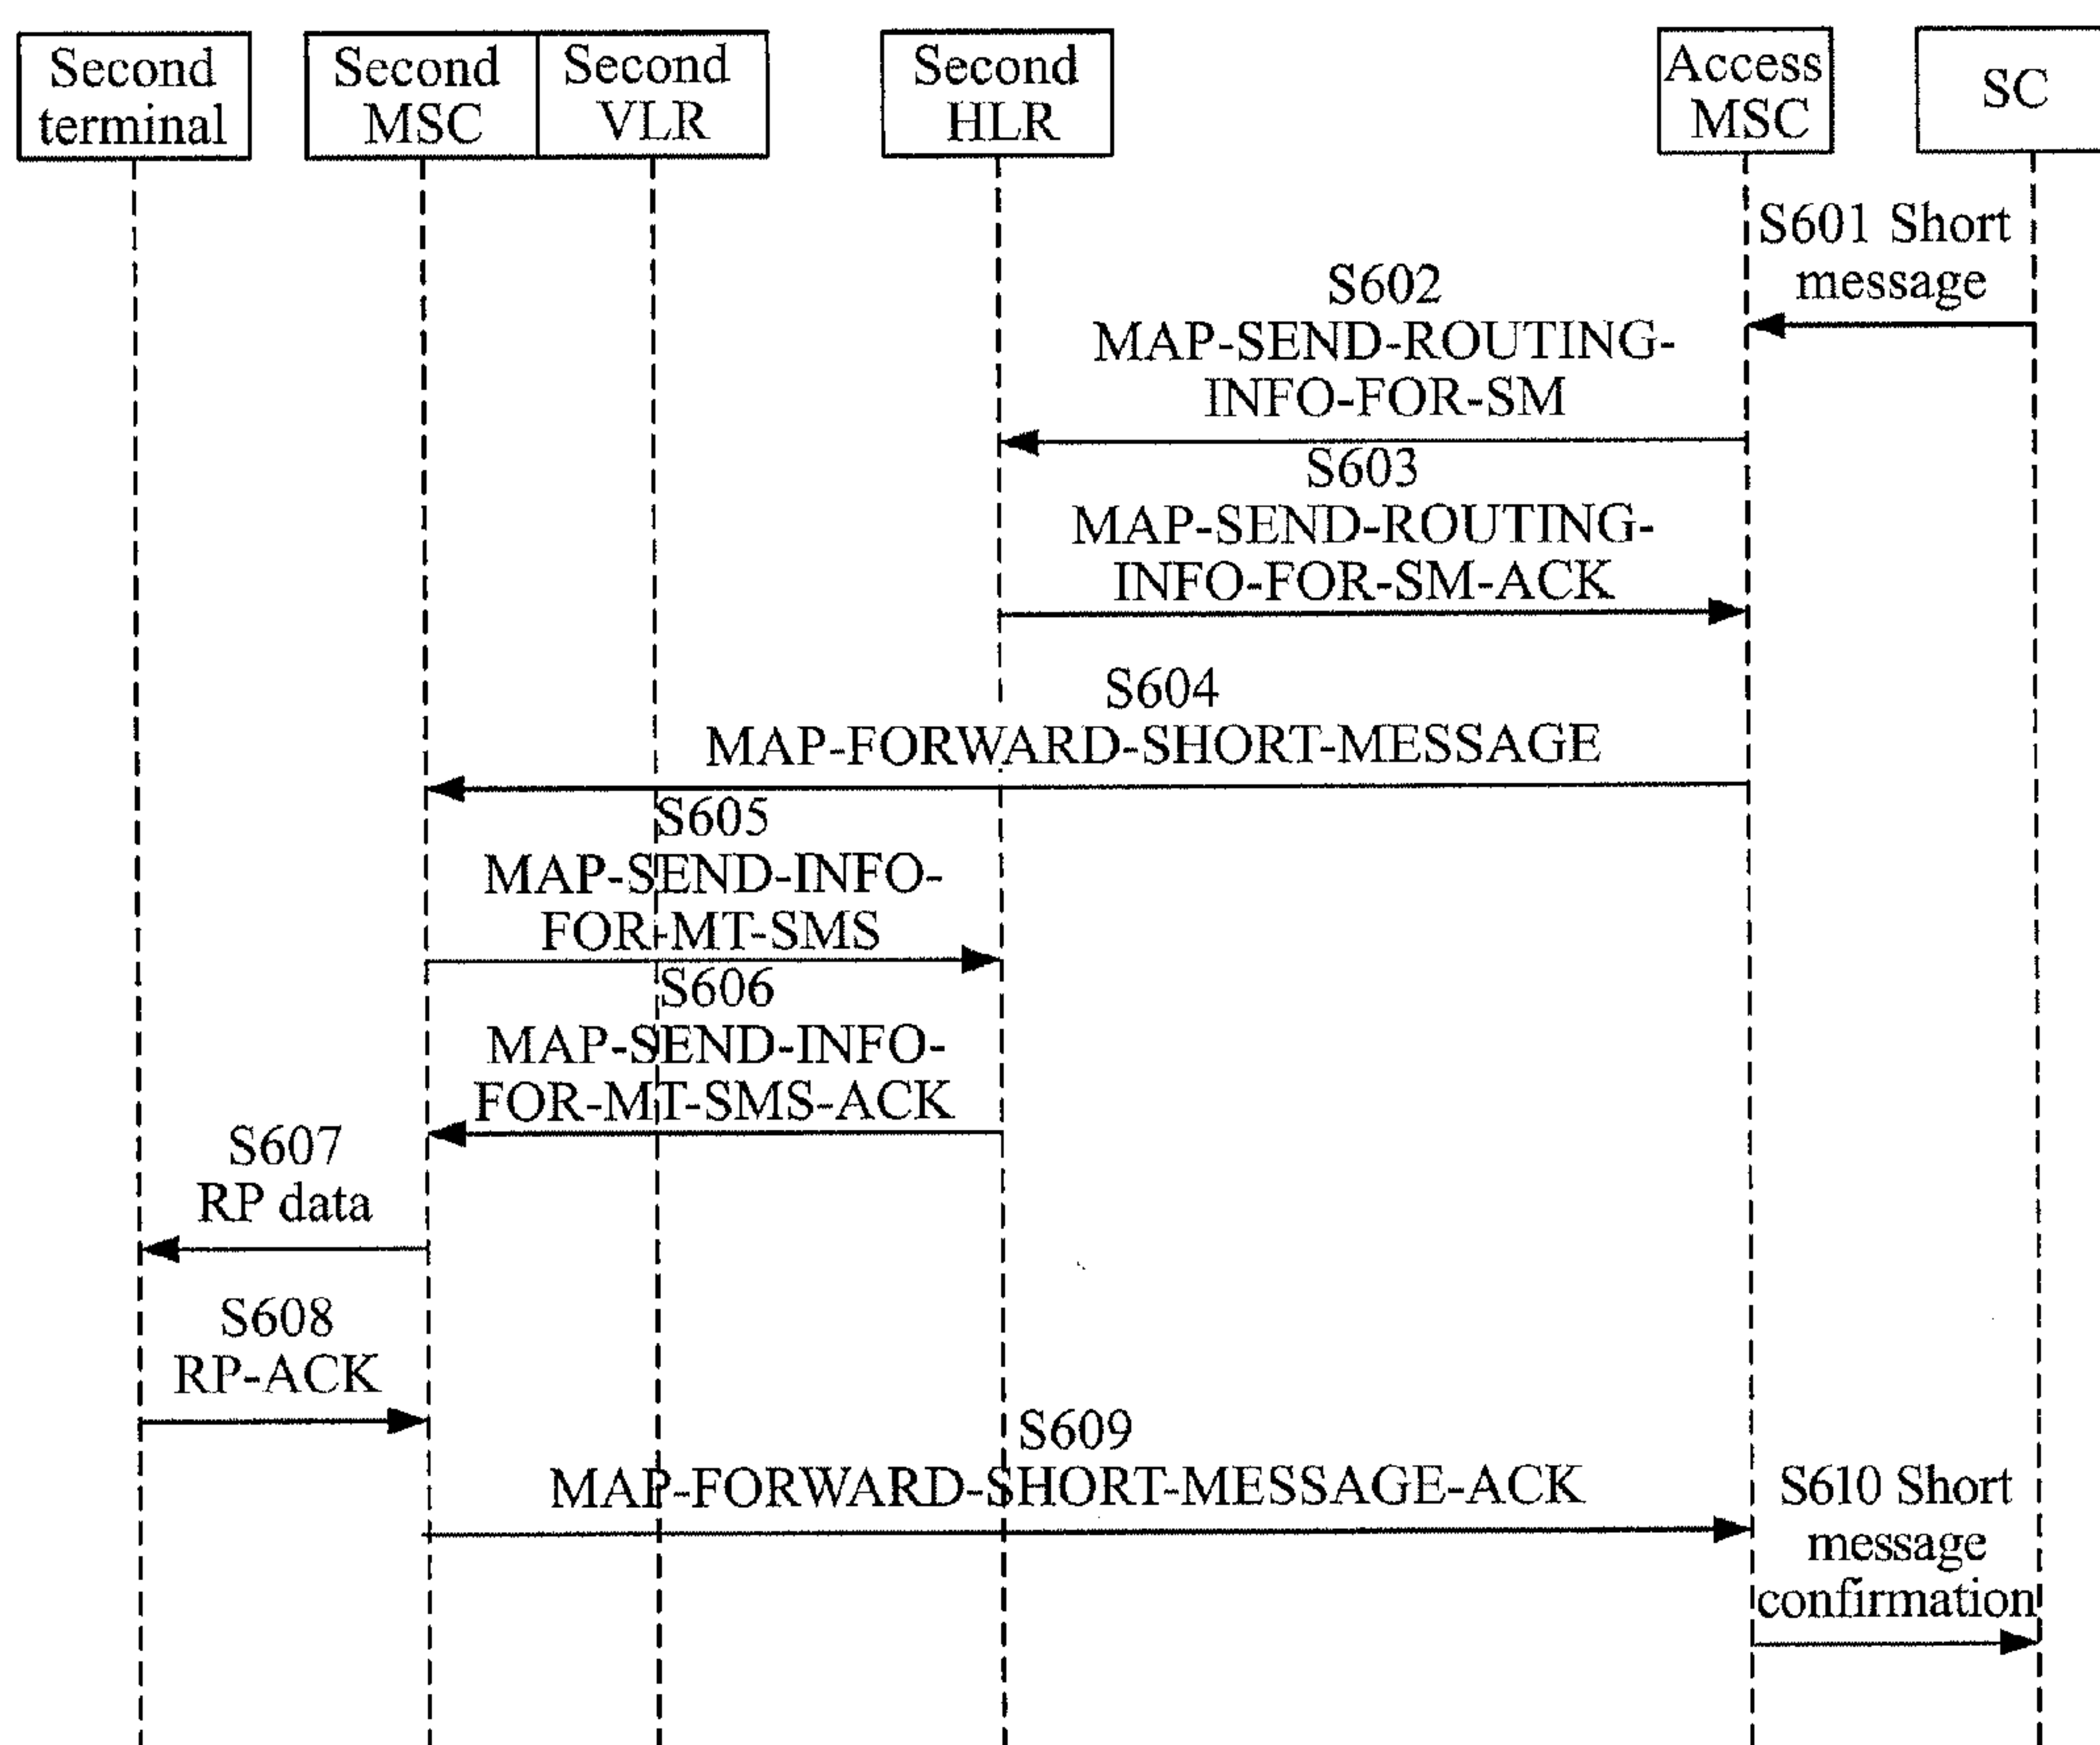 Second
terminal
Second
MSC
Second
VLR
Second
HLR
Access
MSC
SC
S601 Short
message
S602
MAP-SEND-ROUTING-
INFO-FOR-SM
S603
MAP-SEND-ROUTING-
INFO-FOR-SM-ACK
S604
MAP-FORWARD-SHORT-MESSAGE
S605
MAP-SEND-INFO-
FOR-MT-SMS
S606
MAP-SEND-INFO-
FOR-MT-SMS-ACK
S607
RP data
S608
RP-ACK
S609
MAP-FORWARD-SHORT-MESSAGE-ACK
S610 Short
message
confirmation